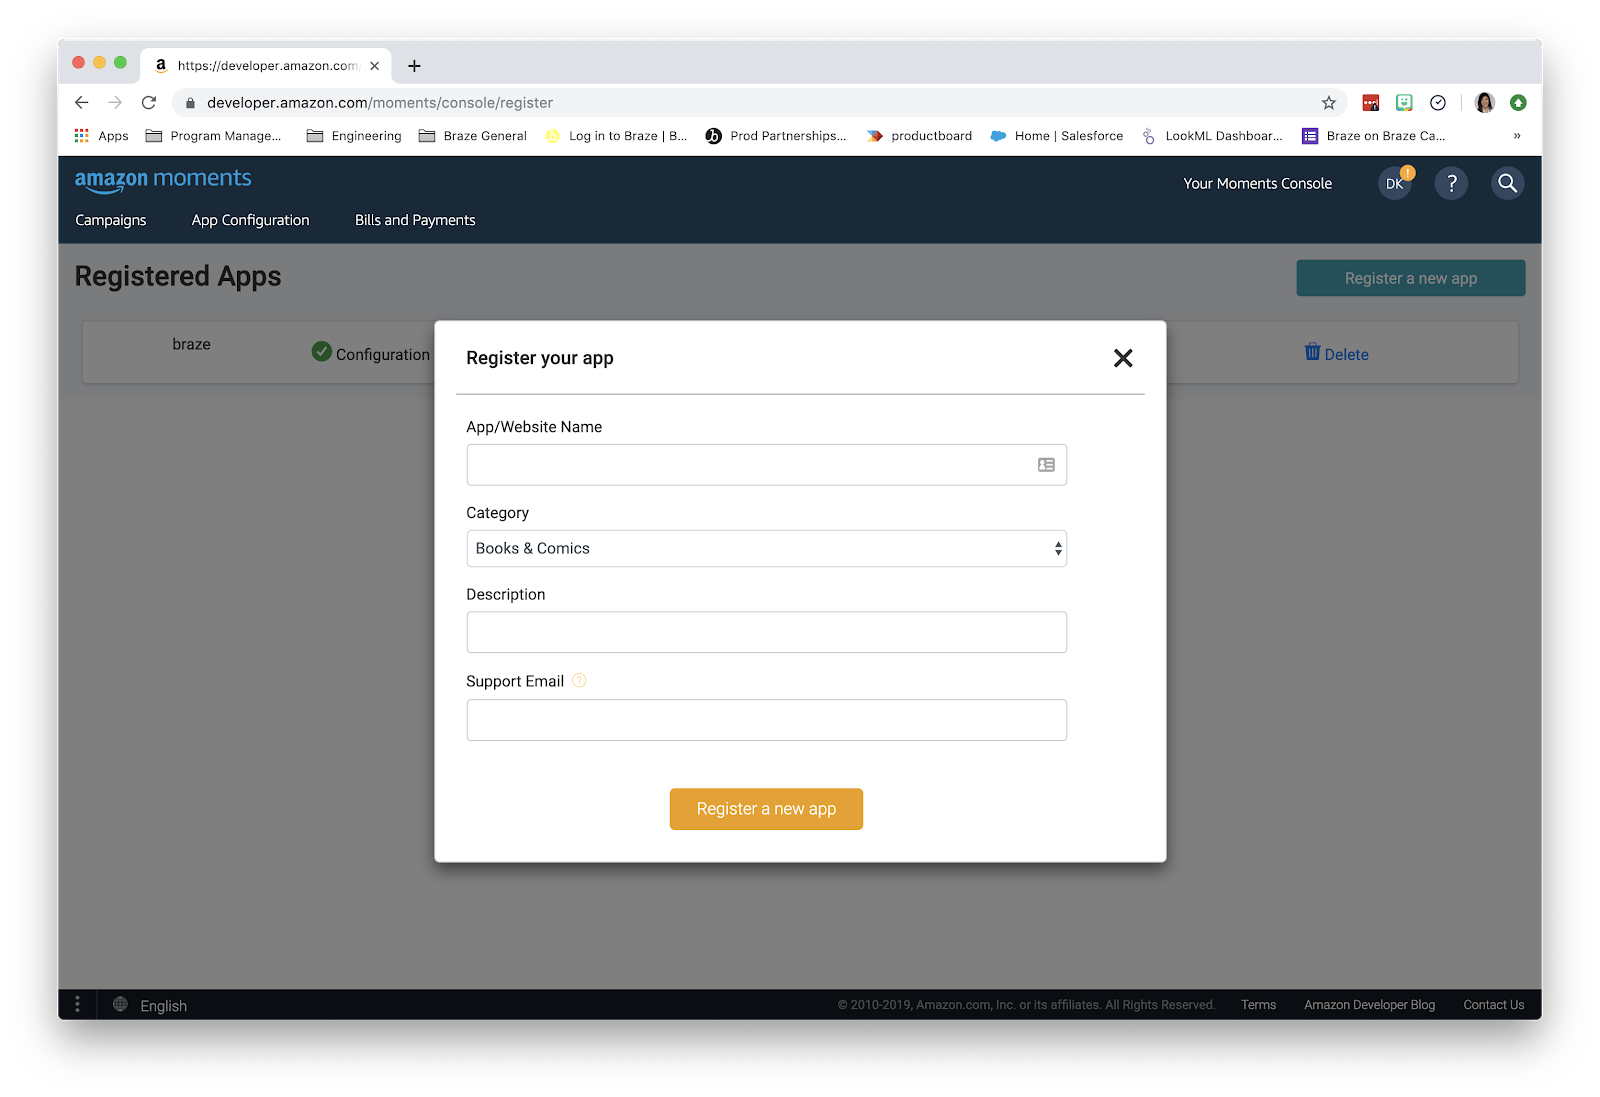 https://developer.amazon.com/
developer.amazon.com/moments/console/register
Apps Program Manage... Engineering Braze General Log in to Braze | B... Prod Partnerships... productboard Home | Salesforce LookML Dashboar... Braze on Braze Ca... »
amazon moments
Your Moments Console DK ! ?
Campaigns App Configuration Bills and Payments
Registered Apps
Register a new app
braze
Configuration
Delete
Register your app
App/Website Name
Category
Books & Comics
Description
Support Email ?
Register a new app
English
© 2010-2019, Amazon.com, Inc. or its affiliates. All Rights Reserved. Terms Amazon Developer Blog Contact Us